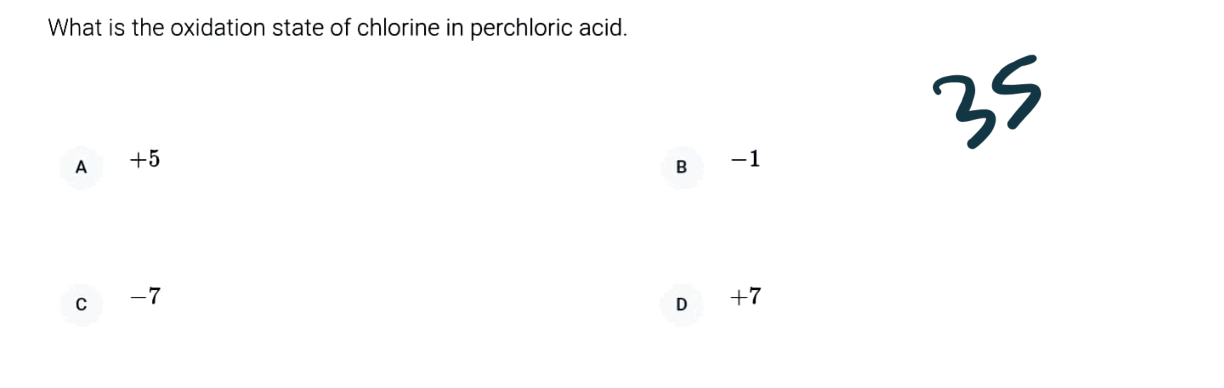 What is the oxidation state of chlorine in perchloric acid.
35
A +5
B −1
C −7
D +7